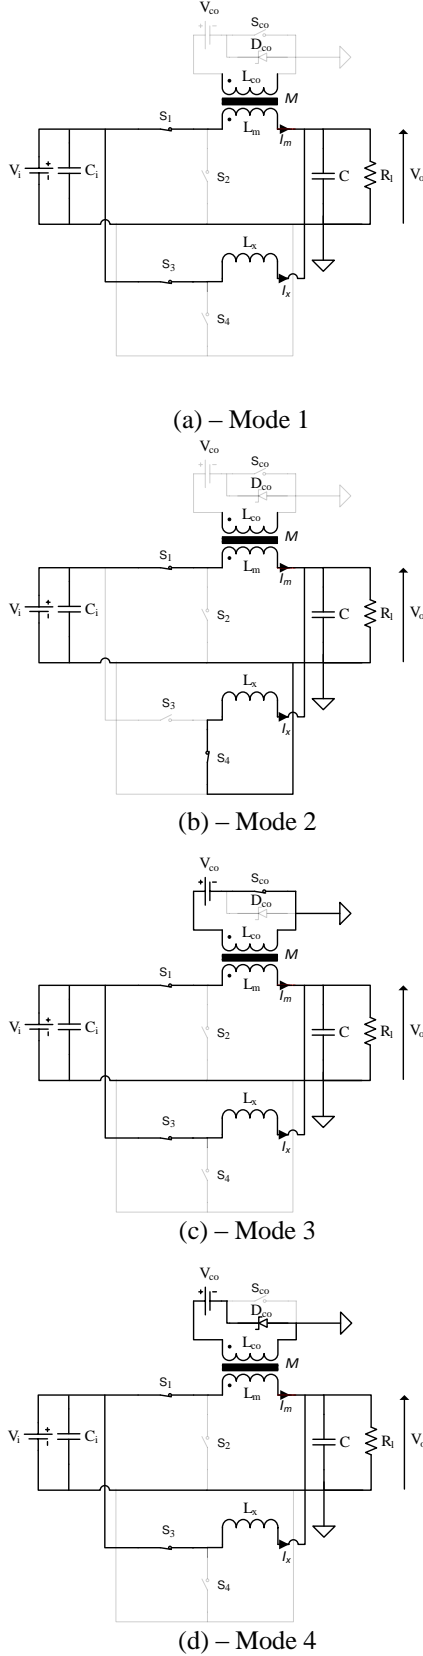 Vco
Sco
Dco
Lco
M
S1
Lm
Im
Vi
+
-
Ci
S2
C
Rl
Vo
Lx
S3
Ix
S4
(a) – Mode 1
Vco
+
-
Sco
Dco
Lco
M
S1
Lm
Im
Vi
+
-
Ci
S2
C
Rl
Vo
Lx
S3
Ix
S4
(b) – Mode 2
Vco
+
-
Sco
Dco
Lco
M
S1
Lm
Im
Vi
+
-
Ci
S2
C
Rl
Vo
Lx
S3
Ix
S4
(c) – Mode 3
Vco
+
-
Sco
Dco
Lco
M
S1
Lm
Im
Vi
+
-
Ci
S2
C
Rl
Vo
Lx
S3
Ix
S4
(d) – Mode 4